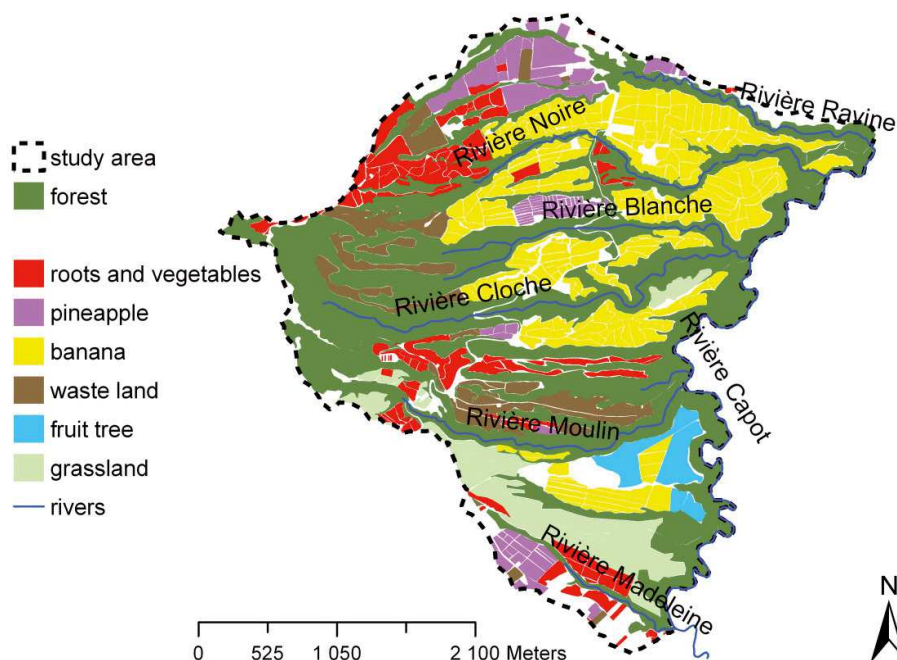 study area
forest
roots and vegetables
pineapple
banana
waste land
fruit tree
grassland
rivers
Rivière Ravine
Rivière Noire
Rivière Blanche
Rivière Cloche
Rivière Capot
Rivière Moulin
Rivière Madeleine
N
0 525 1 050 2 100 Meters